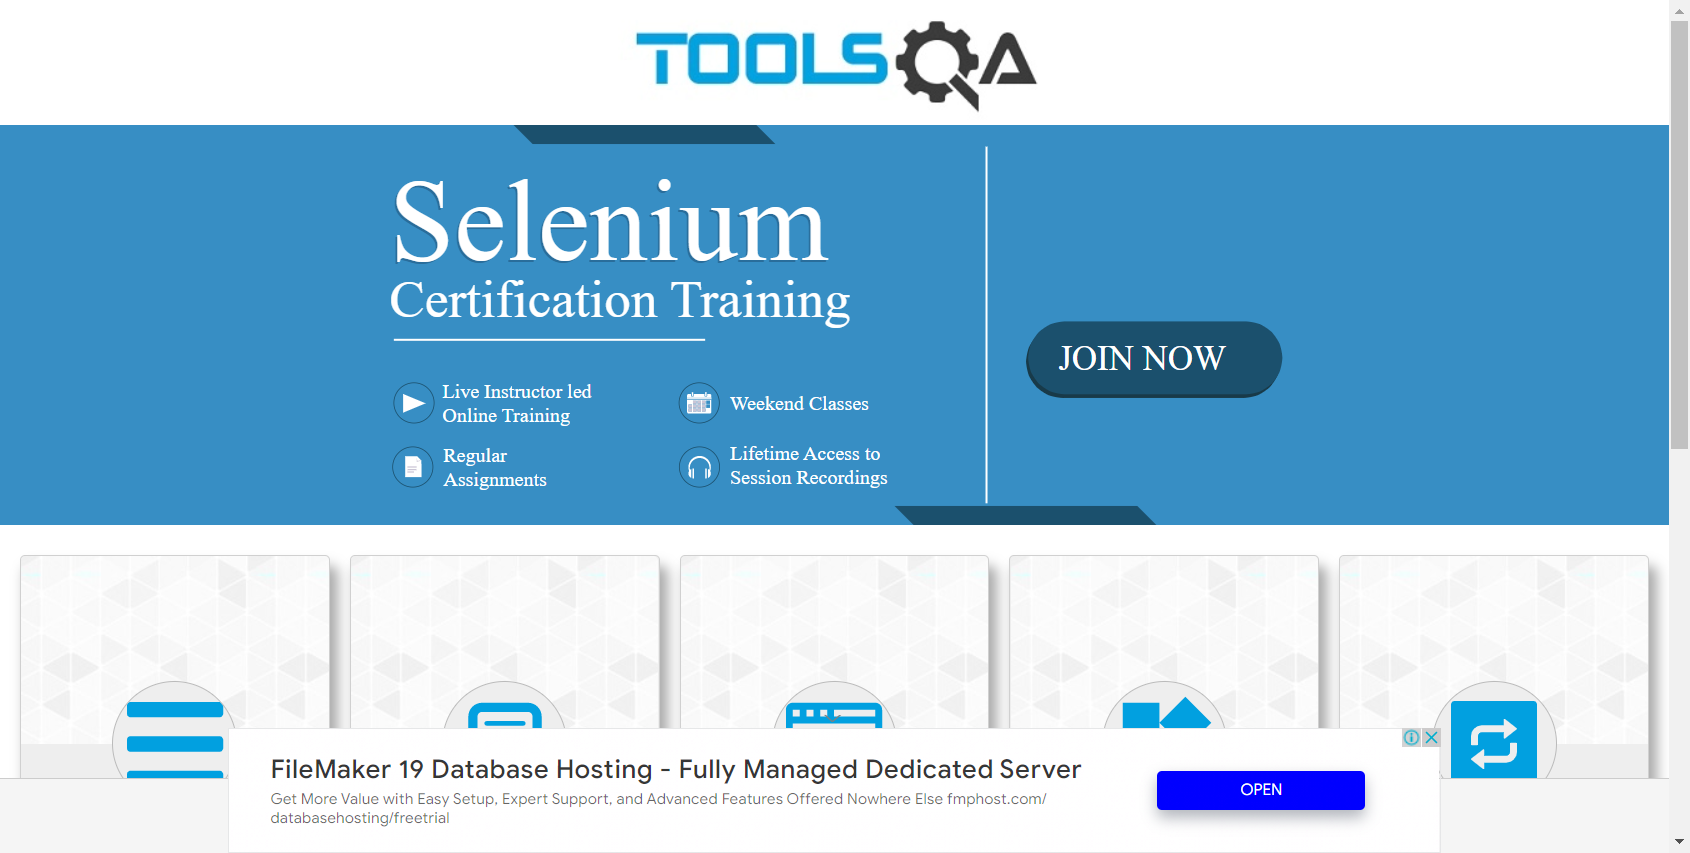 TOOLSQA
Selenium
Certification Training
JOIN NOW
Live Instructor led
Online Training
Weekend Classes
Regular
Assignments
Lifetime Access to
Session Recordings
FileMaker 19 Database Hosting - Fully Managed Dedicated Server
Get More Value with Easy Setup, Expert Support, and Advanced Features Offered Nowhere Else fmphost.com/
databasehosting/freetrial
OPEN